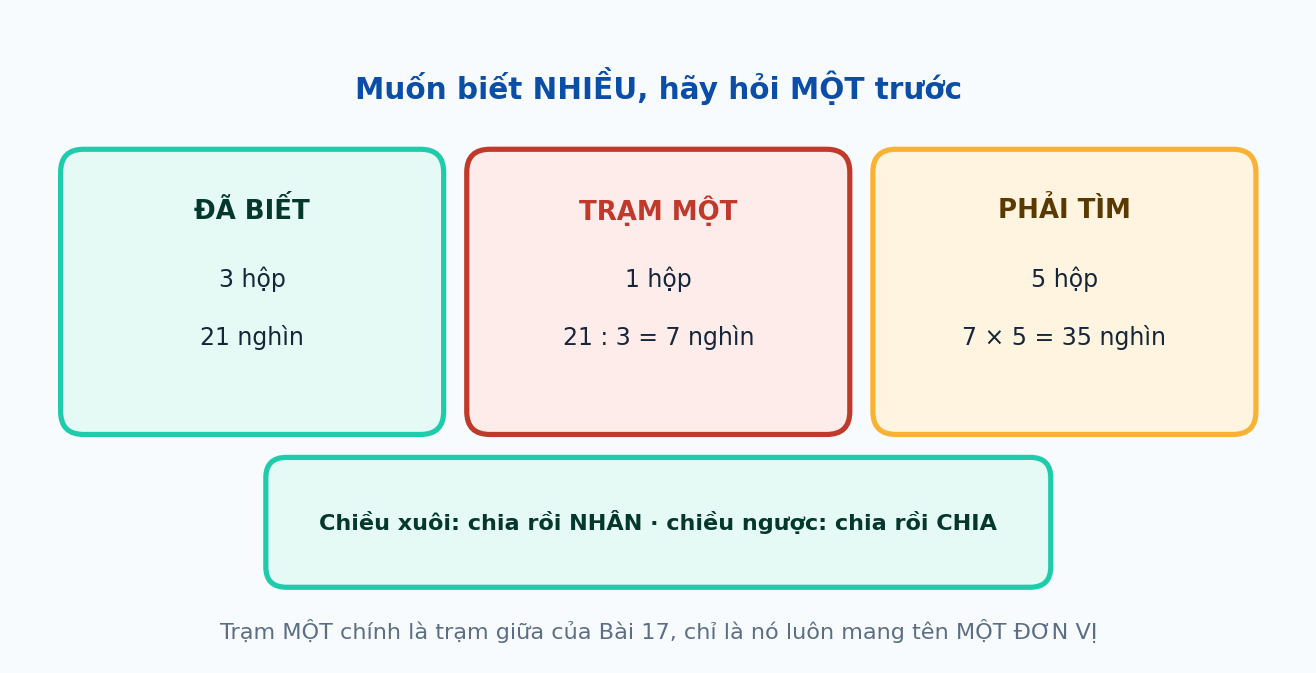 Muốn biết NHIỀU, hãy hỏi MỘT trước
ĐÃ BIẾT
3 hộp
21 nghìn
TRẠM MỘT
1 hộp
21 : 3 = 7 nghìn
PHẢI TÌM
5 hộp
7 × 5 = 35 nghìn
Chiều xuôi: chia rồi NHÂN · chiều ngược: chia rồi CHIA
Trạm MỘT chính là trạm giữa của Bài 17, chỉ là nó luôn mang tên MỘT ĐƠN VỊ